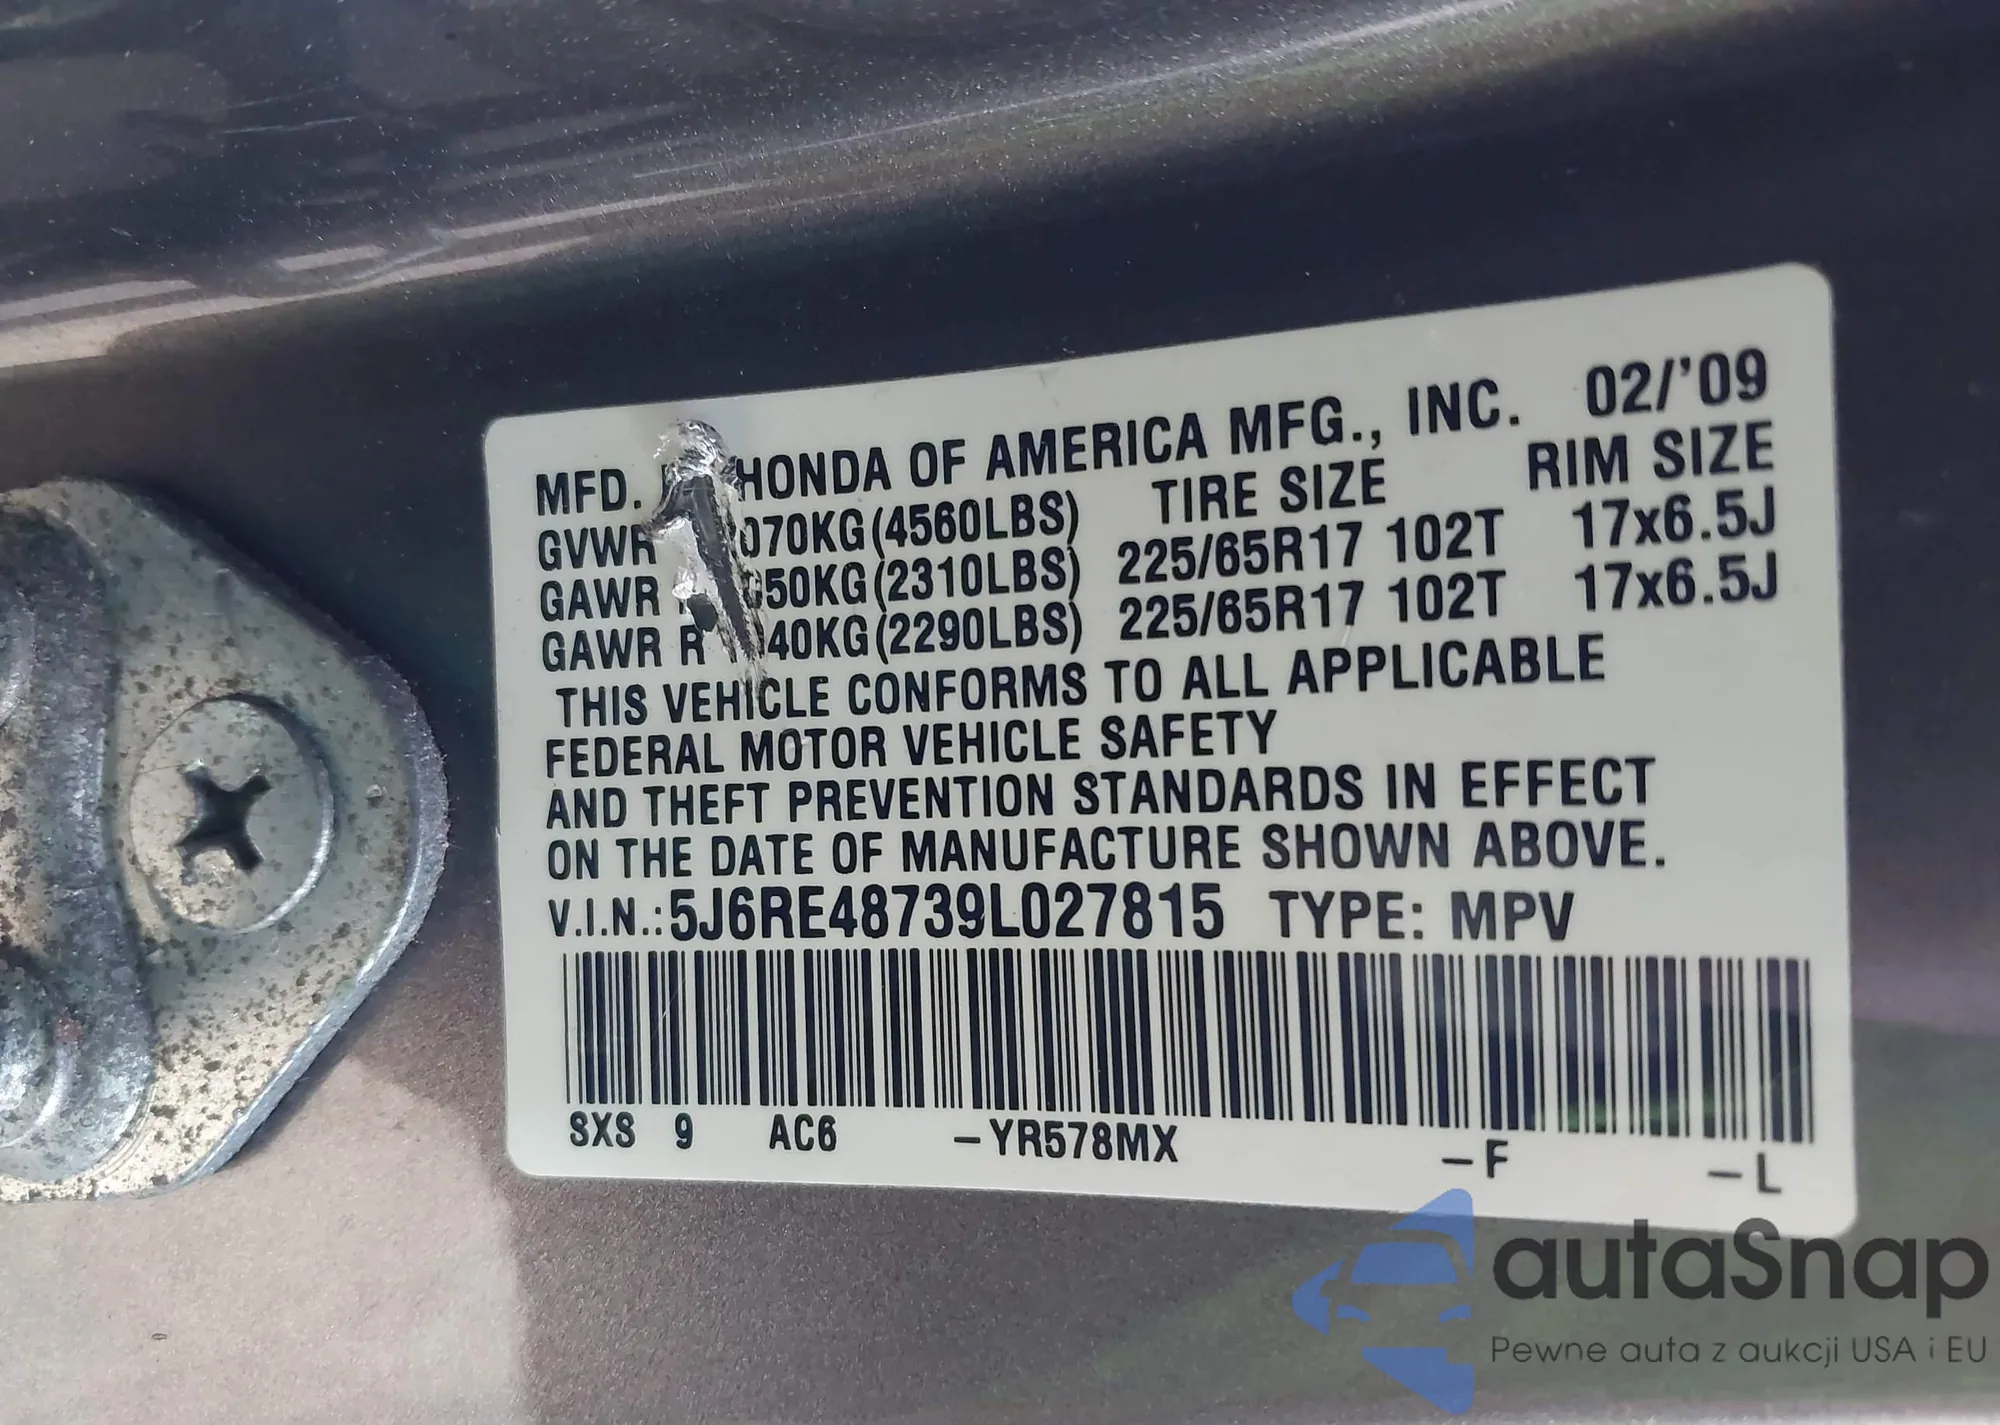 MFD. HONDA OF AMERICA MFG., INC. 02/'09
GVWR 070KG(4560LBS) TIRE SIZE RIM SIZE
GAWR 50KG(2310LBS) 225/65R17 102T 17x6.5J
GAWR R 40KG(2290LBS) 225/65R17 102T 17x6.5J
THIS VEHICLE CONFORMS TO ALL APPLICABLE
FEDERAL MOTOR VEHICLE SAFETY
AND THEFT PREVENTION STANDARDS IN EFFECT
ON THE DATE OF MANUFACTURE SHOWN ABOVE.
V.I.N.: 5J6RE48739L027815 TYPE: MPV
SXS 9 AC6 -YR578MX -F -L
autaSnap
Pewne auta z aukcji USA i EU